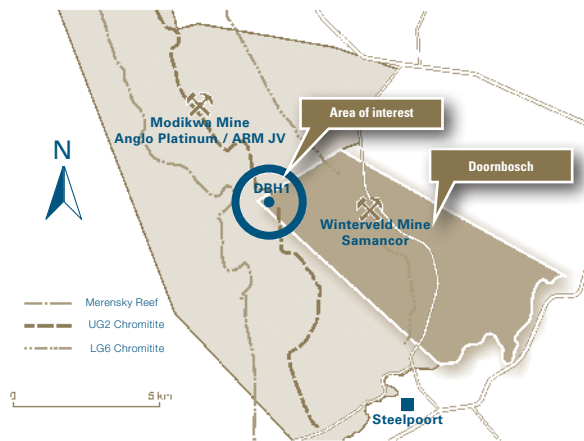 Area of interest
Modikwa Mine
Anglo Platinum / ARM JV
Doornbosch
N
DBH1
Winterveld Mine
Samancor
Merensky Reef
UG2 Chromitite
LG6 Chromitite
0 5 km
Steelpoort